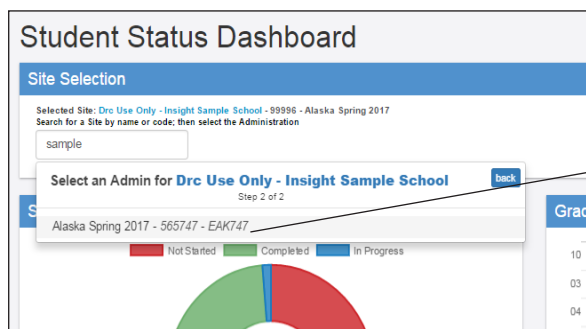 Student Status Dashboard
Site Selection
Selected Site: Drc Use Only - Insight Sample School - 99996 - Alaska Spring 2017
Search for a Site by name or code; then select the Administration
sample
Select an Admin for Drc Use Only - Insight Sample School
back
Step 2 of 2
Alaska Spring 2017 - 565747 - EAK747
S
Grad
Not Started Completed In Progress
10
03
04